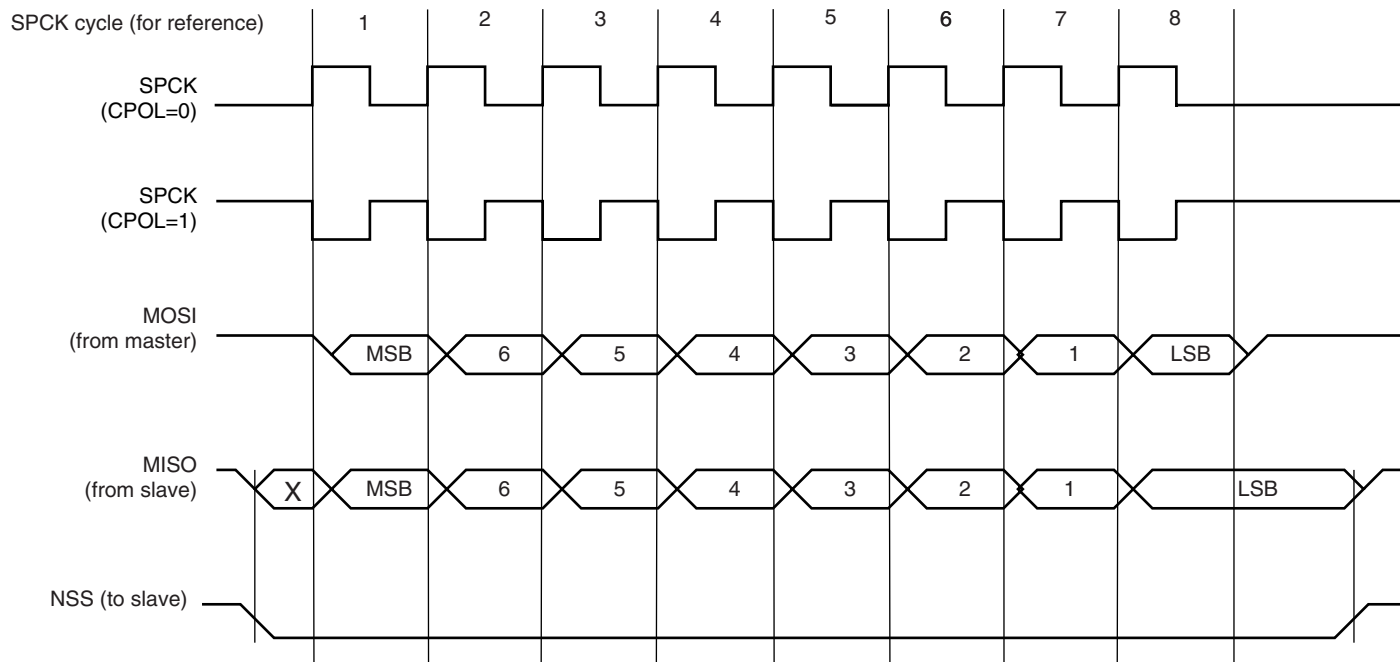 SPCK cycle (for reference) 1 2 3 4 5 6 7 8
SPCK
(CPOL=0)
SPCK
(CPOL=1)
MOSI
(from master)
MSB 6 5 4 3 2 1 LSB
MISO
(from slave)
X MSB 6 5 4 3 2 1 LSB
NSS (to slave)